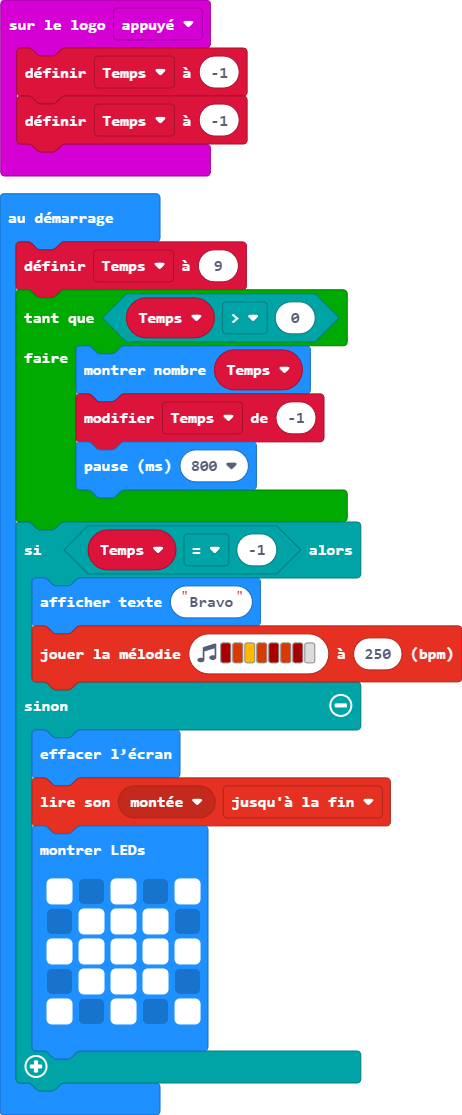 sur le logo appuyé
définir Temps à -1
définir Temps à -1
au démarrage
définir Temps à 9
tant que Temps > 0
faire
montrer nombre Temps
modifier Temps de -1
pause (ms) 800
si Temps = -1 alors
afficher texte "Bravo"
jouer la mélodie à 250 (bpm)
sinon
effacer l’écran
lire son montée jusqu'à la fin
montrer LEDs